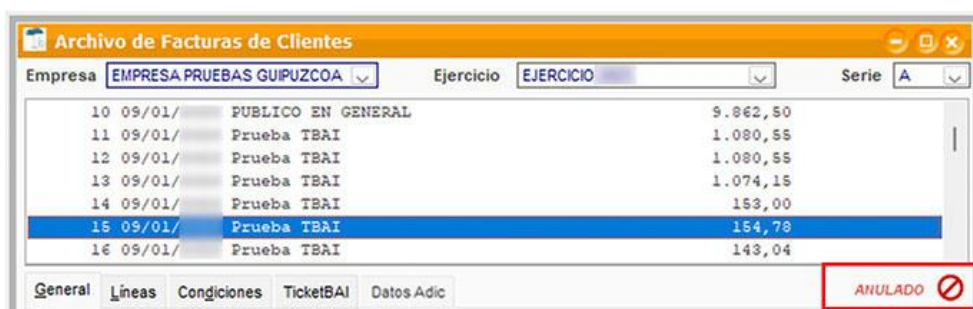 Archivo de Facturas de Clientes
Empresa EMPRESA PRUEBAS GUIPUZCOA Ejercicio EJERCICIO Serie A
10 09/01/ PUBLICO EN GENERAL 9.862,50
11 09/01/ Prueba TBAI 1.080,55
12 09/01/ Prueba TBAI 1.080,55
13 09/01/ Prueba TBAI 1.074,15
14 09/01/ Prueba TBAI 153,00
15 09/01/ Prueba TBAI 154,78
16 09/01/ Prueba TBAI 143,04
General Líneas Condiciones TicketBAI Datos Adic ANULADO